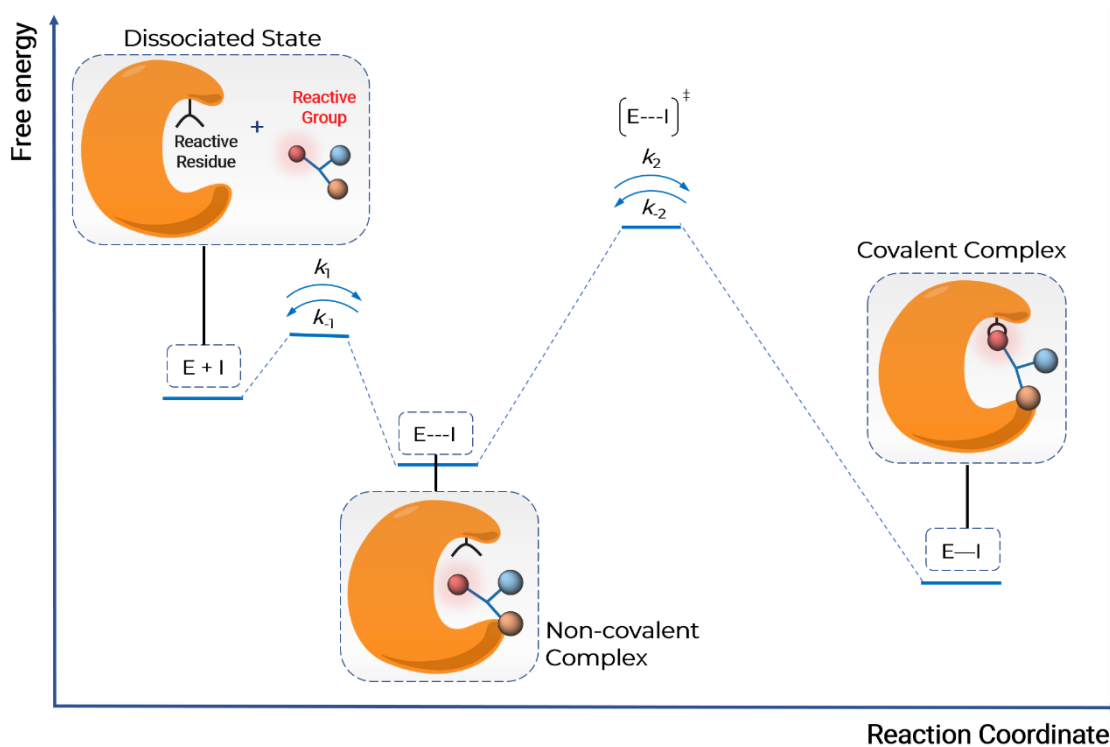 Free energy
Dissociated State
Reactive
Residue
+
Reactive
Group
E + I
k₁
k₋₁
E---I
Non-covalent
Complex
(E---I)‡
k₂
k₋₂
Covalent Complex
E—I
Reaction Coordinate